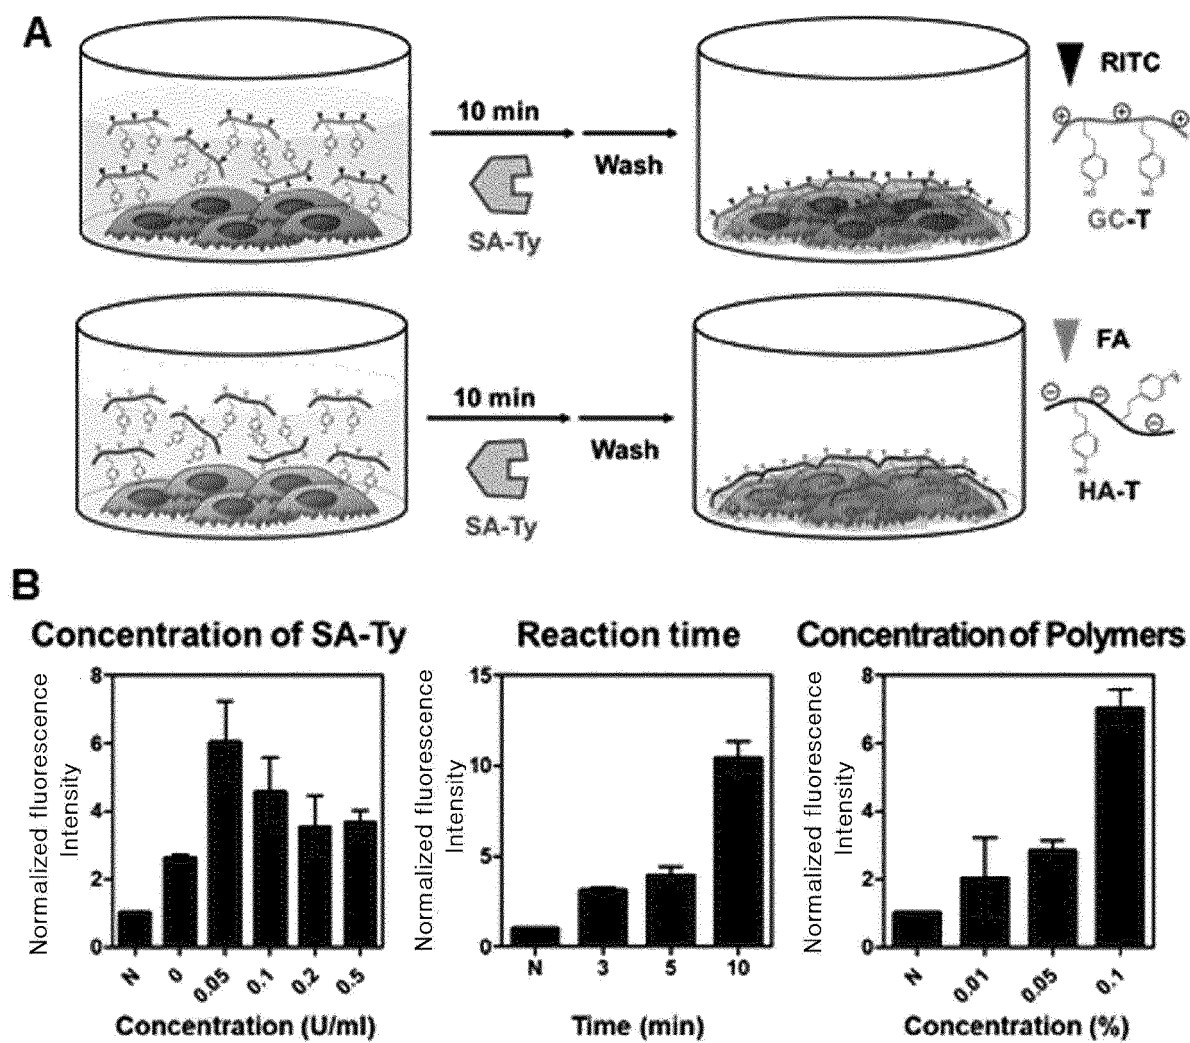 A
10 min
Wash
SA-Ty
RITC
GC-T
10 min
Wash
SA-Ty
FA
HA-T
B
Concentration of SA-Ty
Normalized fluorescence
Intensity
8
6
4
2
0
N
0
0.05
0.1
0.2
0.5
Concentration (U/ml)
Reaction time
Normalized fluorescence
Intensity
15
10
5
0
N
3
5
10
Time (min)
Concentration of Polymers
Normalized fluorescence
Intensity
8
6
4
2
0
N
0.01
0.05
0.1
Concentration (%)